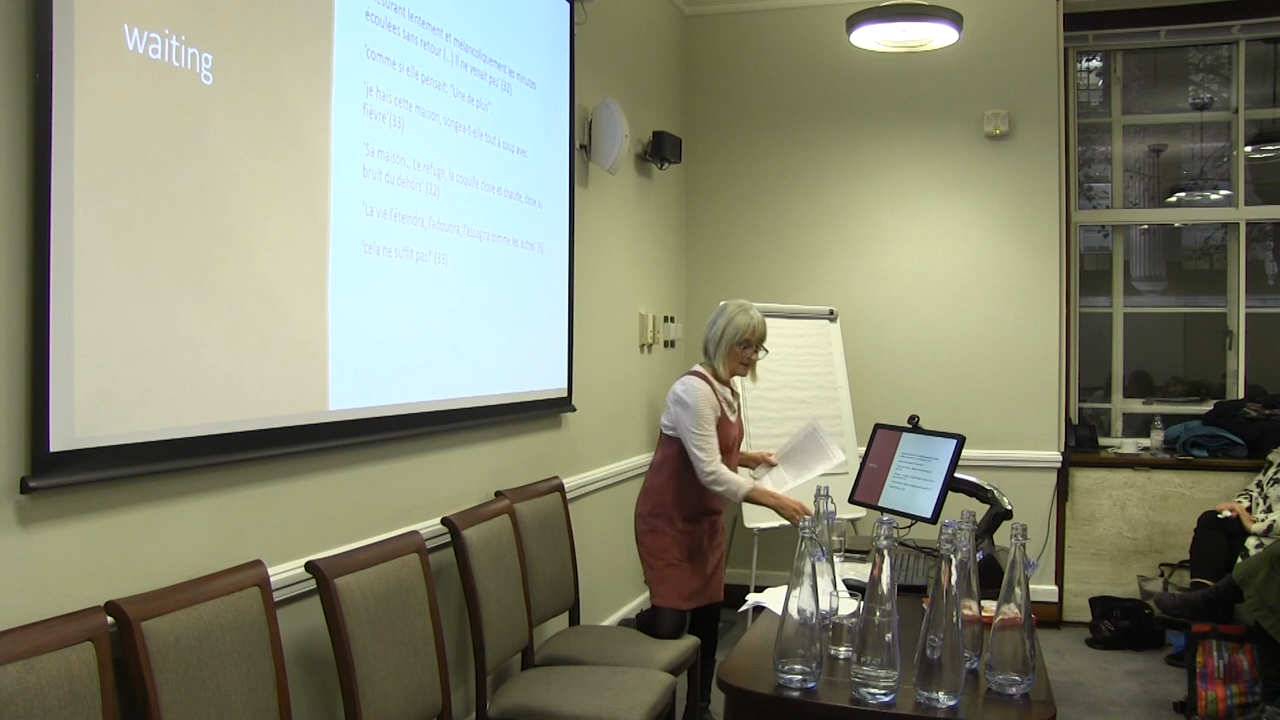 waiting
lentement et mélancoliquement les minutes
écoulées sans retour (...) Il ne venait pas' (32)
'comme si elle pensait: "Une de plus"'
'je hais cette maison, songea-t-elle tout à coup avec
fièvre' (33)
'Sa maison... Le refuge, la coquille close et chaude, close au
bruit du dehors' (22)
'La vie l'éteindra, l'adoucira, l'assagira comme les autres' (6)
'cela ne suffit pas!' (33)